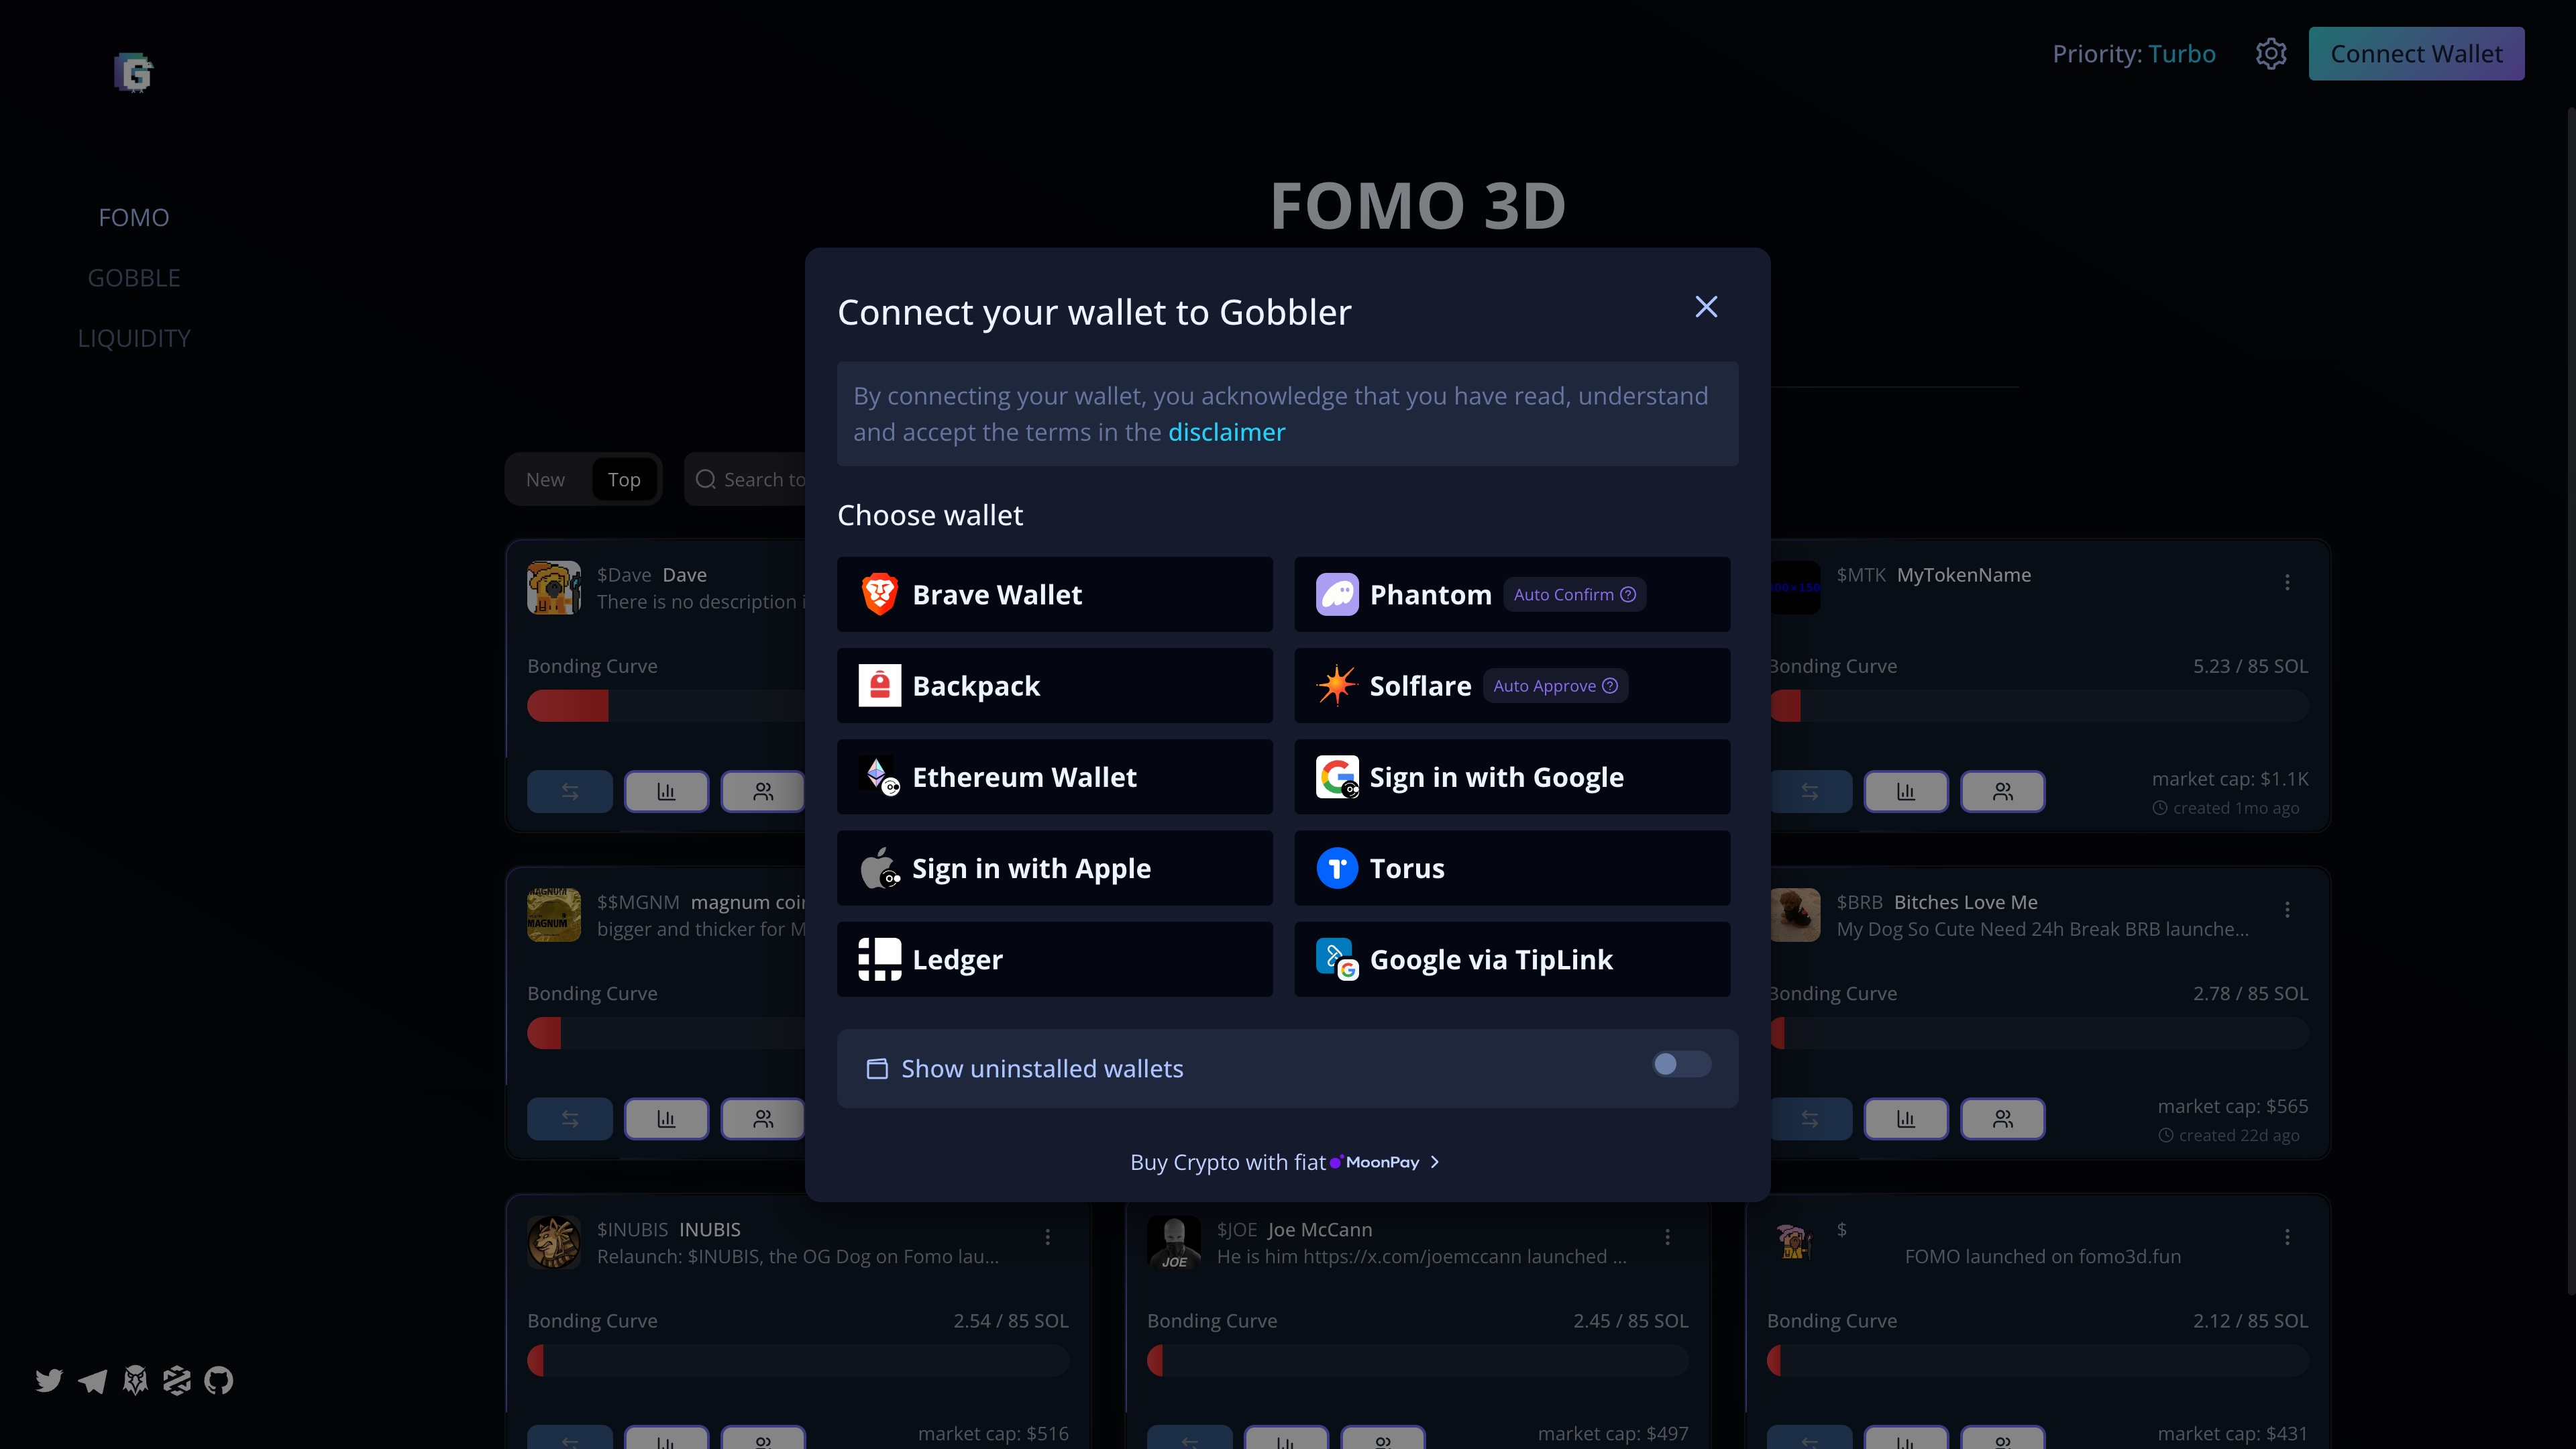 Priority: Turbo
Connect Wallet
FOMO
GOBBLE
LIQUIDITY
FOMO 3D
Connect your wallet to Gobbler
By connecting your wallet, you acknowledge that you have read, understand
and accept the terms in the disclaimer
Choose wallet
Brave Wallet
Phantom Auto Confirm
Backpack
Solflare Auto Approve
Ethereum Wallet
Sign in with Google
Sign in with Apple
Torus
Ledger
Google via TipLink
Show uninstalled wallets
Buy Crypto with fiat MoonPay
New
Top
Search to
$Dave Dave
There is no description i
Bonding Curve
$MTK MyTokenName
Bonding Curve
5.23 / 85 SOL
market cap: $1.1K
created 1mo ago
$$MGNM magnum coi
bigger and thicker for M
MAGNUM
Bonding Curve
$BRB Bitches Love Me
My Dog So Cute Need 24h Break BRB launche...
Bonding Curve
2.78 / 85 SOL
market cap: $565
created 22d ago
$INUBIS INUBIS
Relaunch: $INUBIS, the OG Dog on Fomo lau...
Bonding Curve
2.54 / 85 SOL
market cap: $516
$JOE Joe McCann
He is him https://x.com/joemccann launched ...
JOE
Bonding Curve
2.45 / 85 SOL
market cap: $497
$
FOMO launched on fomo3d.fun
Bonding Curve
2.12 / 85 SOL
market cap: $431